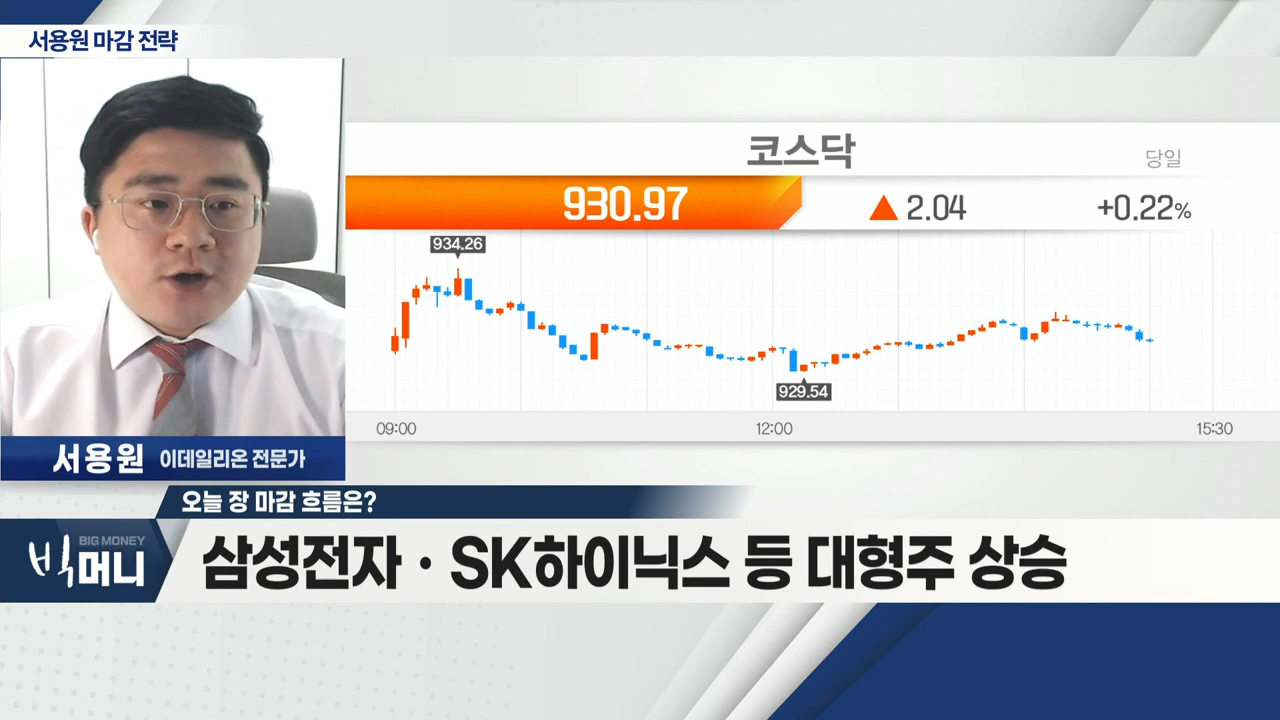 서용원 마감 전략
코스닥
당일
930.97 ▲ 2.04 +0.22%
934.26
929.54
09:00 12:00 15:30
서용원 이데일리온 전문가
오늘 장 마감 흐름은?
BIG MONEY
빅머니
삼성전자 · SK하이닉스 등 대형주 상승